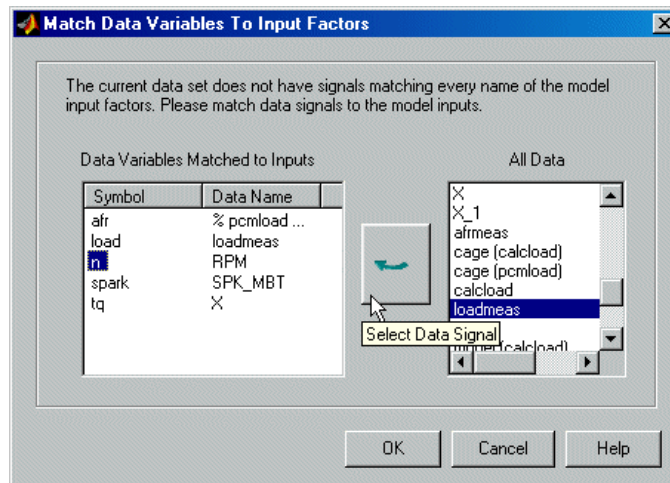 Match Data Variables To Input Factors
The current data set does not have signals matching every name of the model
input factors. Please match data signals to the model inputs.
Data Variables Matched to Inputs
All Data
Symbol Data Name
afr % pcmload ...
load loadmeas
n RPM
spark SPK_MBT
tq X
X
X_1
afrmeas
cage (calcload)
cage (pcmload)
calcload
loadmeas
Select Data Signal
model(calcload)
OK Cancel Help